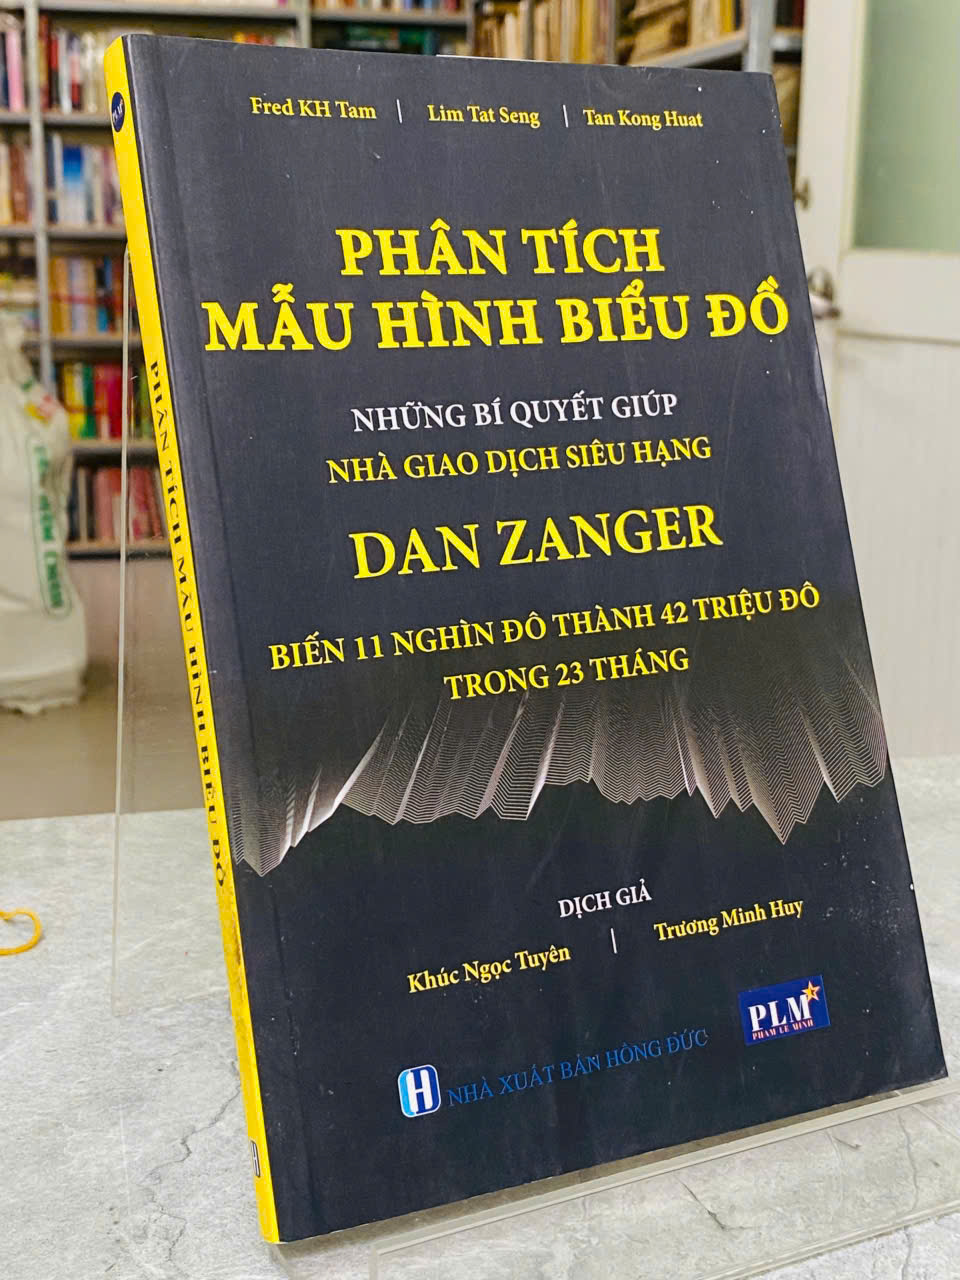 Fred KH Tam | Lim Tat Seng | Tan Kong Huat
PHÂN TÍCH
MẪU HÌNH BIỂU ĐỒ
NHỮNG BÍ QUYẾT GIÚP
NHÀ GIAO DỊCH SIÊU HẠNG
DAN ZANGER
BIẾN 11 NGHÌN ĐÔ THÀNH 42 TRIỆU ĐÔ
TRONG 23 THÁNG
DỊCH GIẢ
Khúc Ngọc Tuyên | Trương Minh Huy
PLM
PHAM LE MINH
H NHÀ XUẤT BẢN HỒNG ĐỨC
PLM
PHÂN TÍCH MẪU HÌNH BIỂU ĐỒ
H